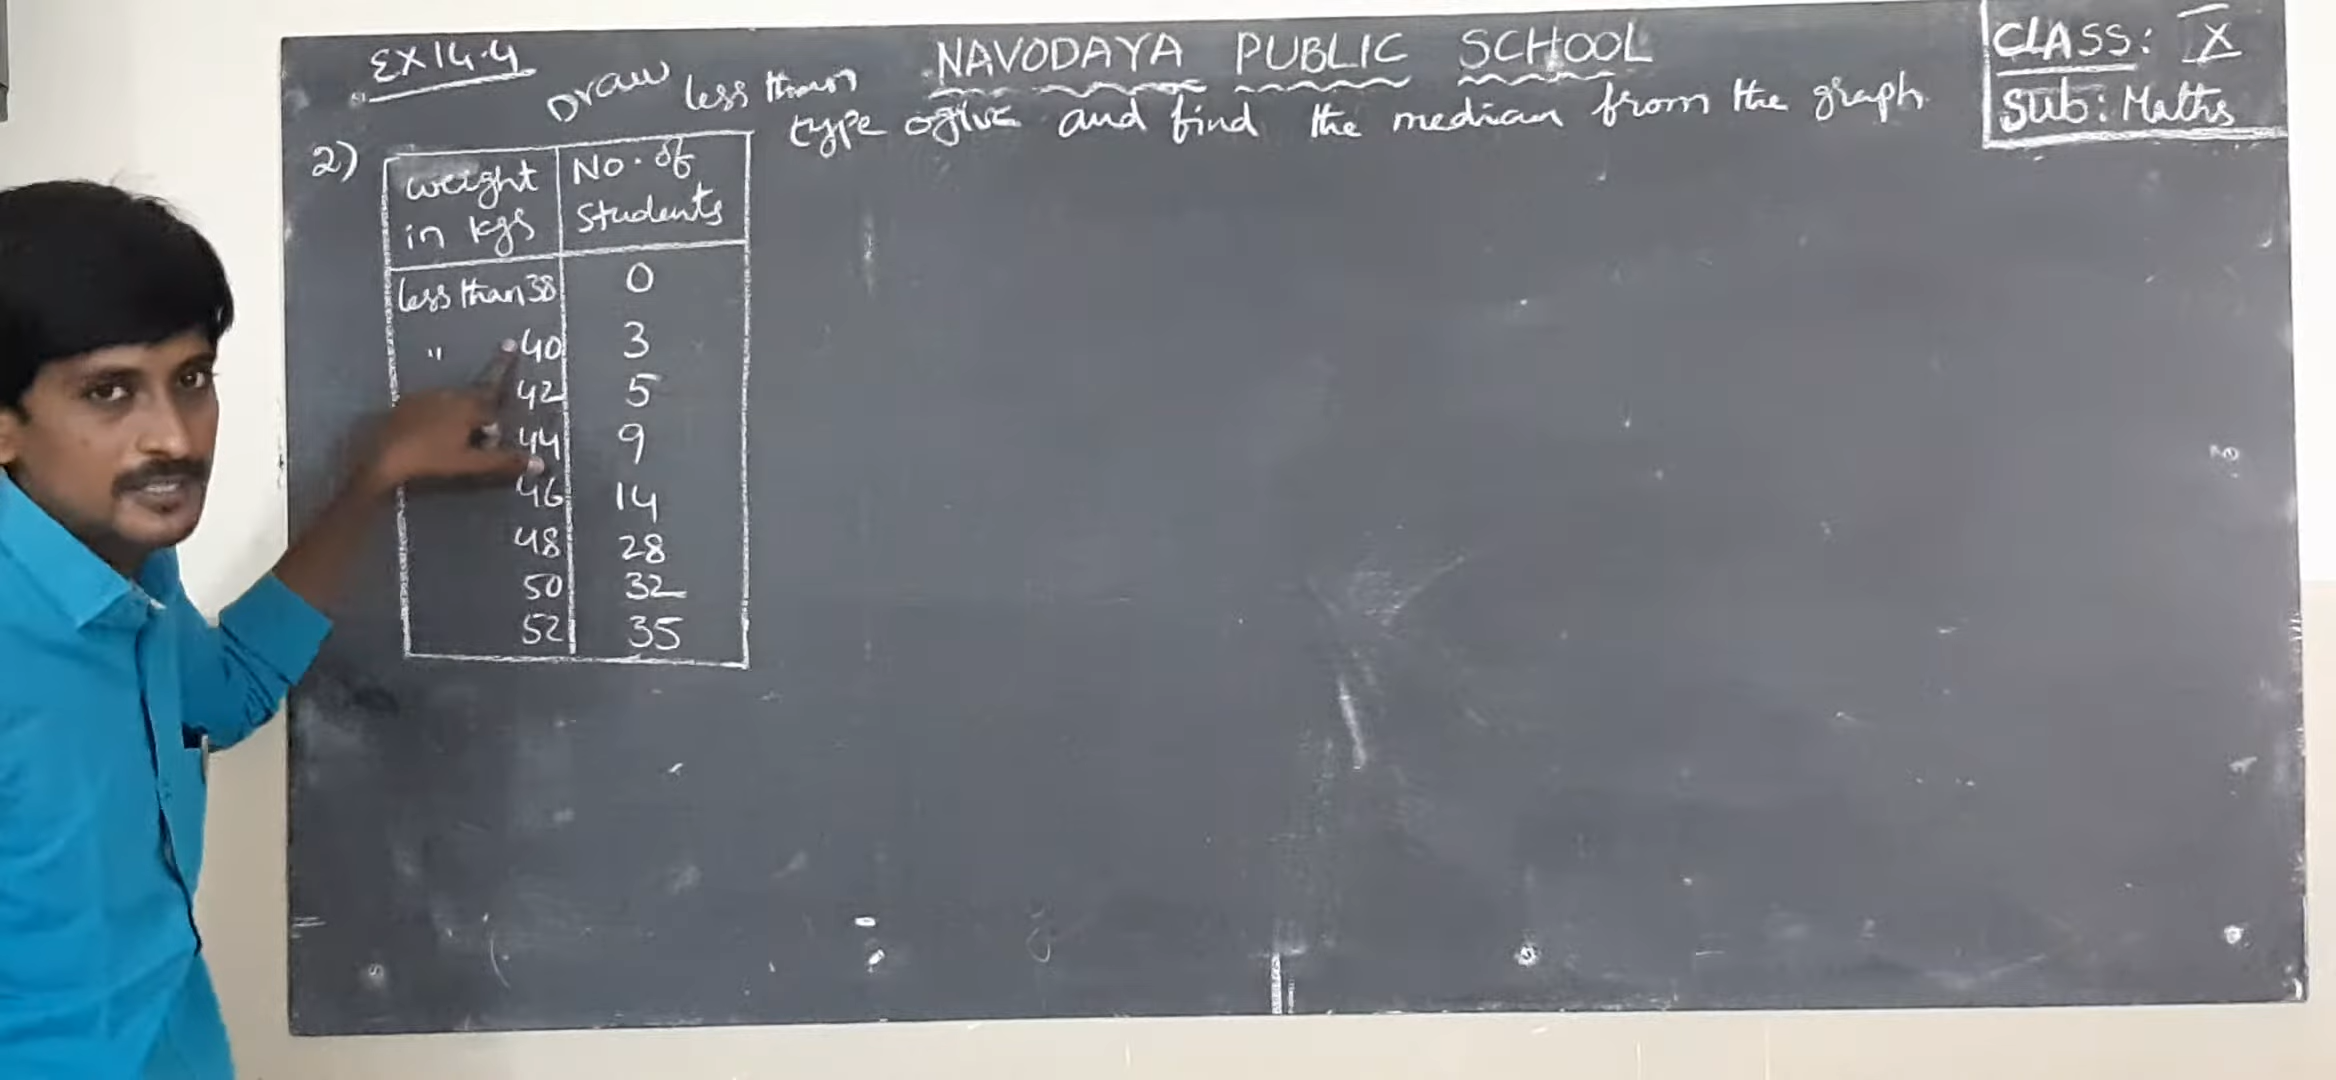 EX 14.4
NAVODAYA PUBLIC SCHOOL
CLASS: X
Sub: Maths
Draw less than
type ogive and find the median from the graph
2)
weight in kgs | No. of Students
less than 38 | 0
" 40 | 3
42 | 5
44 | 9
46 | 14
48 | 28
50 | 32
52 | 35